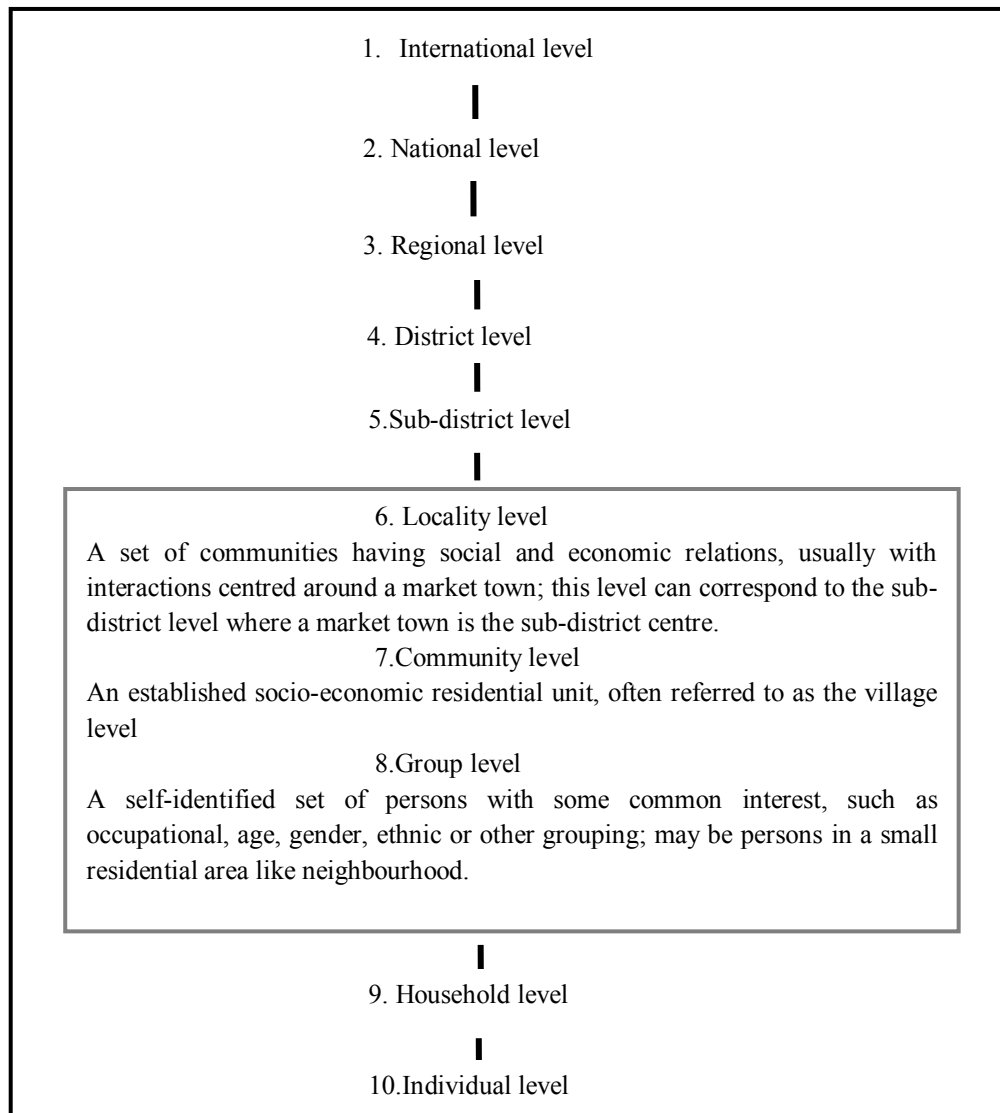 1. International level
2. National level
3. Regional level
4. District level
5.Sub-district level
6. Locality level
A set of communities having social and economic relations, usually with
interactions centred around a market town; this level can correspond to the sub-
district level where a market town is the sub-district centre.
7.Community level
An established socio-economic residential unit, often referred to as the village
level
8.Group level
A self-identified set of persons with some common interest, such as
occupational, age, gender, ethnic or other grouping; may be persons in a small
residential area like neighbourhood.
9. Household level
10.Individual level